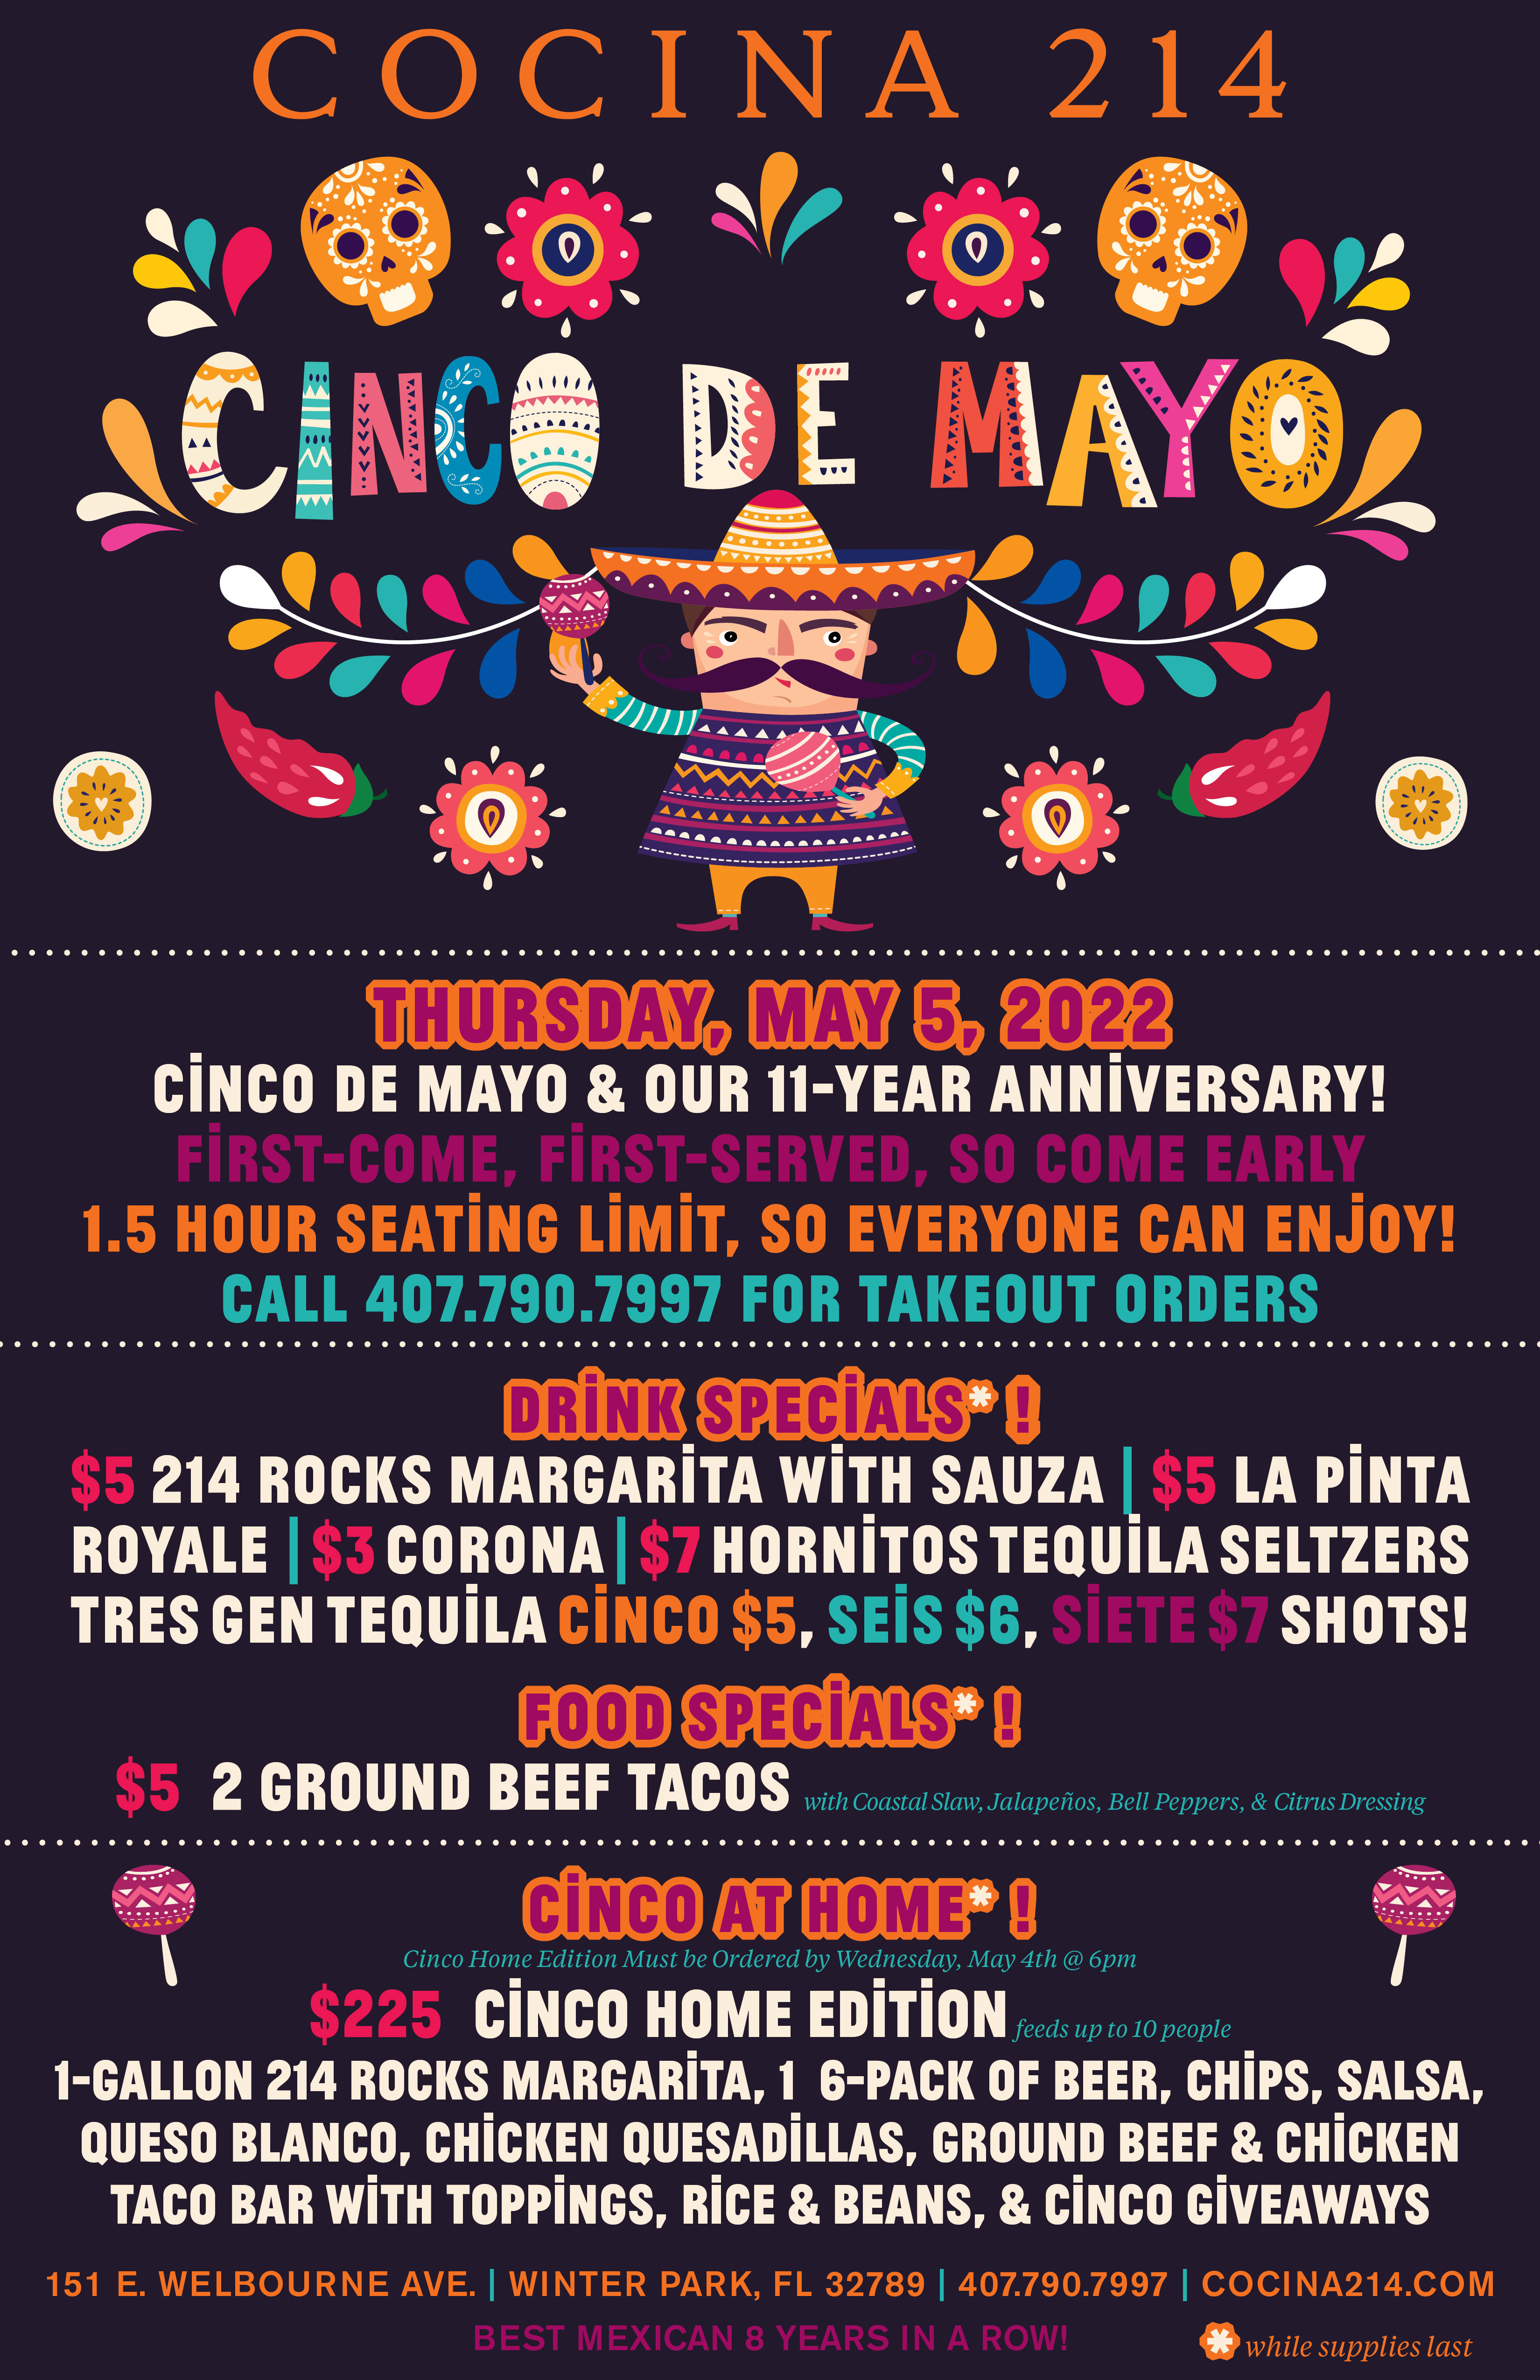 COCINA 214
CINCO DE MAYO
THURSDAY, MAY 5, 2022
CINCO DE MAYO & OUR 11-YEAR ANNIVERSARY!
FIRST-COME, FIRST-SERVED, SO COME EARLY
1.5 HOUR SEATING LIMIT, SO EVERYONE CAN ENJOY!
CALL 407.790.7997 FOR TAKEOUT ORDERS
DRINK SPECIALS*!
$5 214 ROCKS MARGARITA WITH SAUZA | $5 LA PINTA
ROYALE | $3 CORONA | $7 HORNITOS TEQUILA SELTZERS
TRES GEN TEQUILA CINCO $5, SEIS $6, SIETE $7 SHOTS!
FOOD SPECIALS*!
$5 2 GROUND BEEF TACOS with Coastal Slaw, Jalapeños, Bell Peppers, & Citrus Dressing
CINCO AT HOME*!
Cinco Home Edition Must be Ordered by Wednesday, May 4th @ 6pm
$225 CINCO HOME EDITION feeds up to 10 people
1-GALLON 214 ROCKS MARGARITA, 1 6-PACK OF BEER, CHIPS, SALSA,
QUESO BLANCO, CHICKEN QUESADILLAS, GROUND BEEF & CHICKEN
TACO BAR WITH TOPPINGS, RICE & BEANS, & CINCO GIVEAWAYS
151 E. WELBOURNE AVE. | WINTER PARK, FL 32789 | 407.790.7997 | COCINA214.COM
BEST MEXICAN 8 YEARS IN A ROW!
* while supplies last